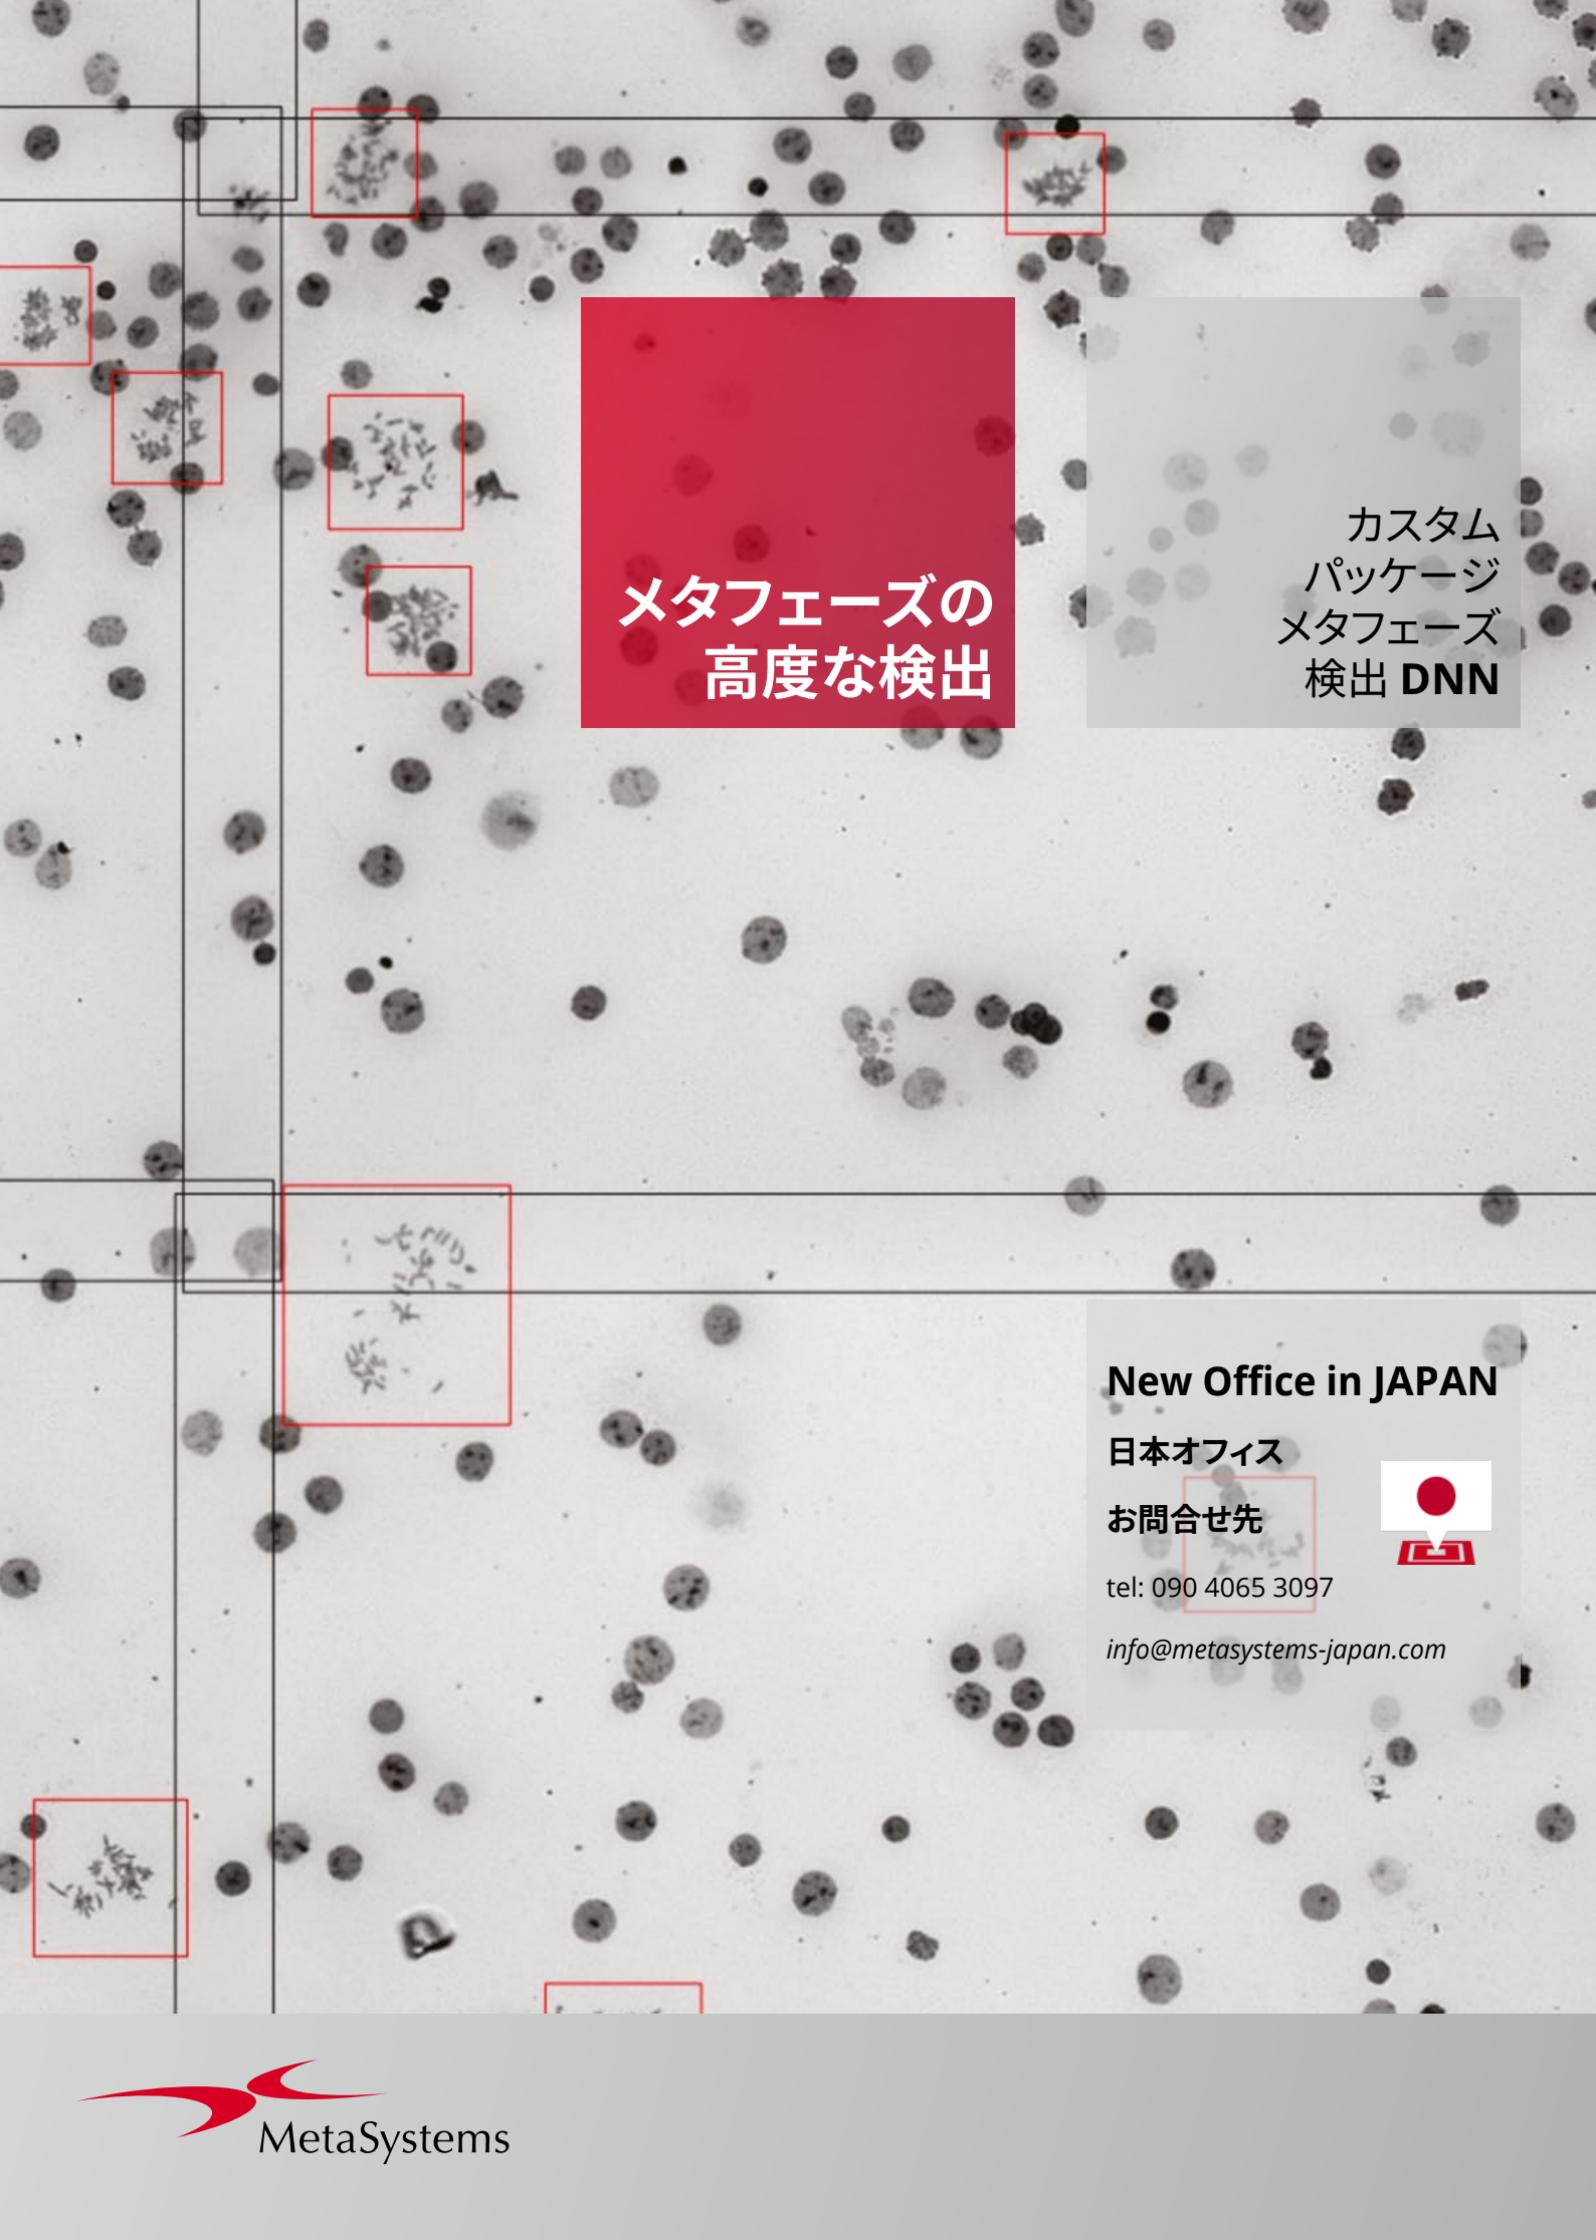 メタフェーズの
高度な検出
カスタム
パッケージ
メタフェーズ
検出 DNN
New Office in JAPAN
日本オフィス
お問合せ先
tel: 090 4065 3097
info@metasystems-japan.com
MetaSystems